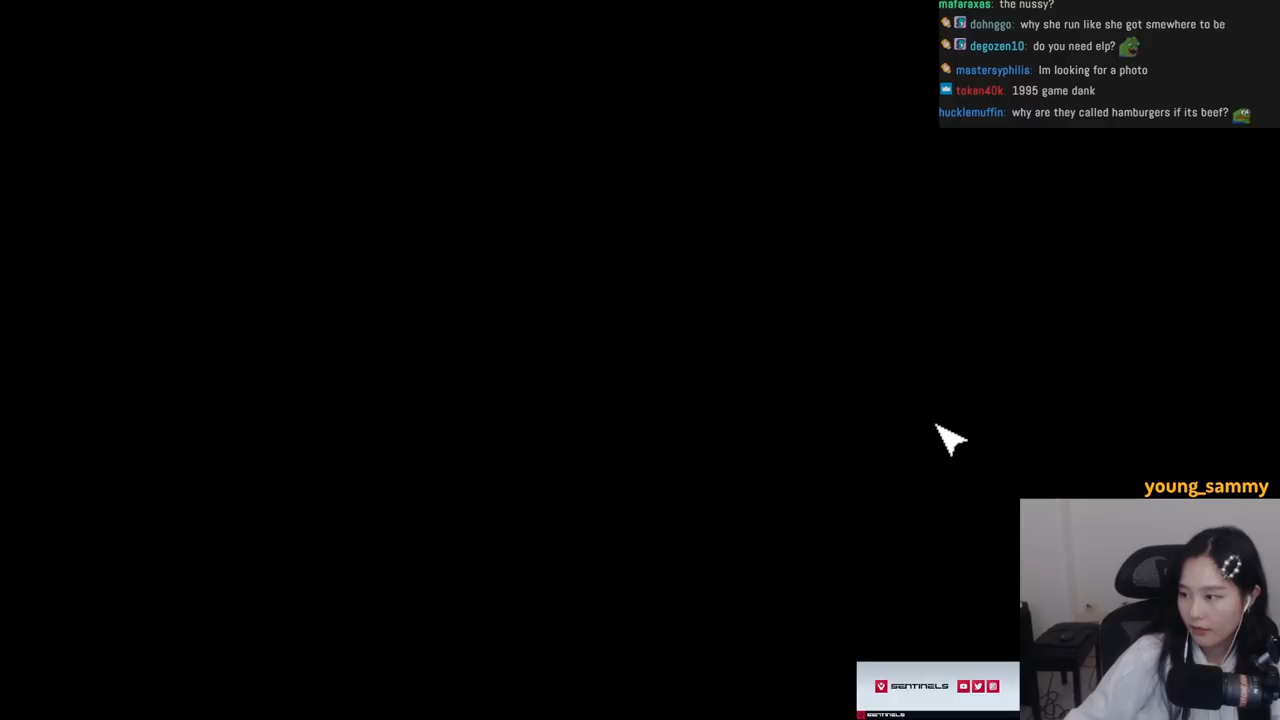 mafaraxas: the nussy?
dohnggo: why she run like she got smewhere to be
degozen10: do you need elp?
mastersyphilis: Im looking for a photo
token40k: 1995 game dank
hucklemuffin: why are they called hamburgers if its beef?
young_sammy
SENTINELS
SENTINELS